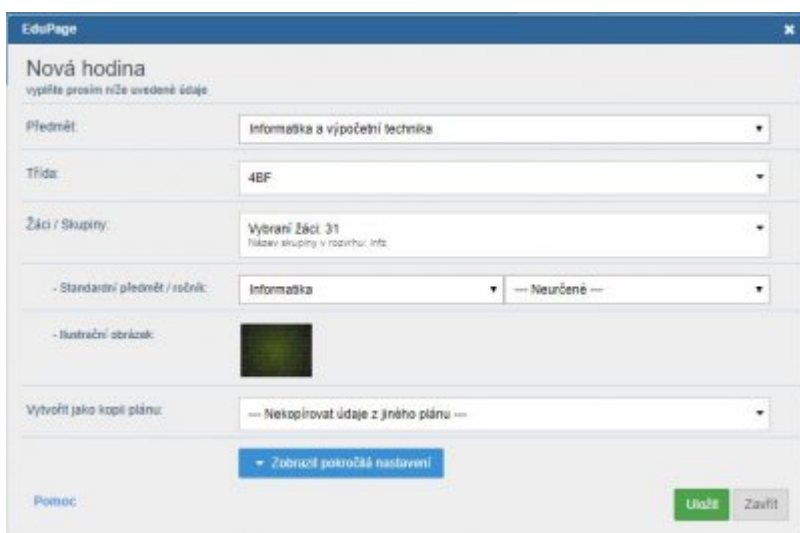 EduPage
Nová hodina
vyplňte prosím níže uvedené údaje
Předmět: Informatika a výpočetní technika
Třída: 4BF
Žáci / Skupiny: Vybraní žáci: 31
Název skupiny v rozvrhu: Info
- Standardní předmět / ročník: Informatika --- Neurčené ---
- Ilustrační obrázek:
Vytvořit jako kopii plánu: --- Nekopírovat údaje z jiného plánu ---
Zobrazit pokročilá nastavení
Pomoc Uložit Zavřít